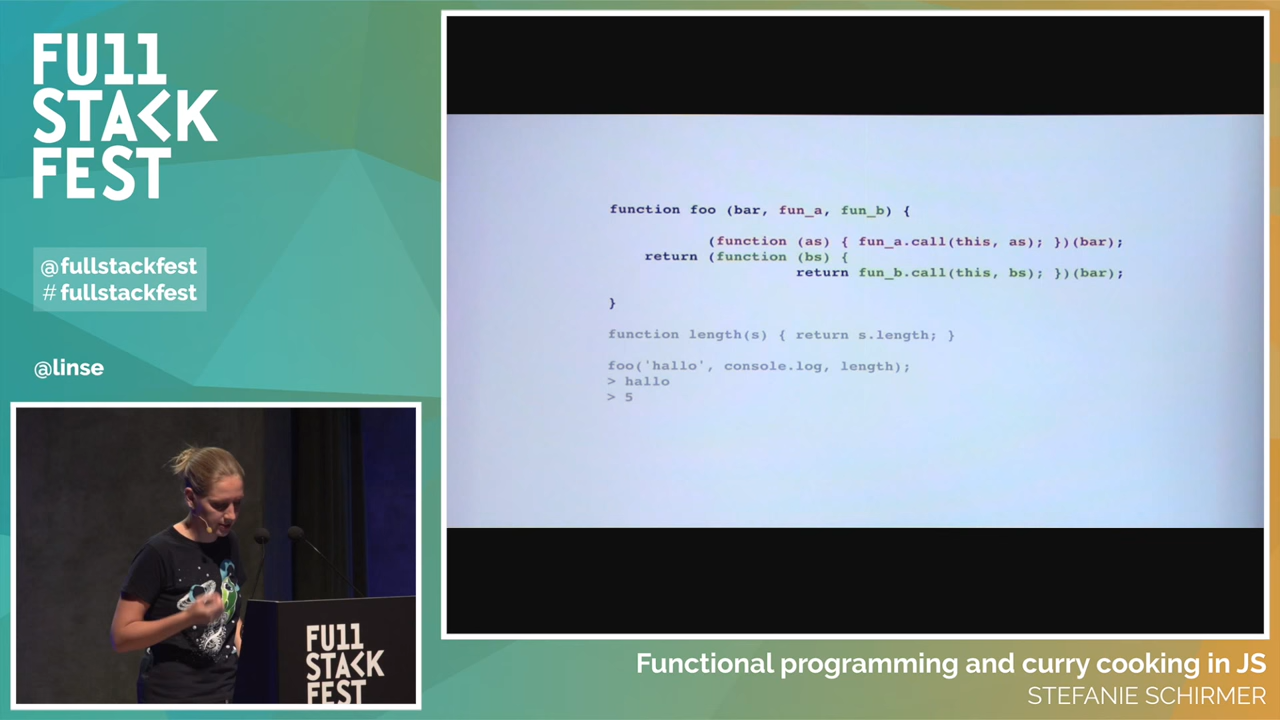 FU11
STACK
FEST
@fullstackfest
# fullstackfest
@linse
function foo (bar, fun_a, fun_b) {
(function (as) { fun_a.call(this, as); })(bar);
return (function (bs) {
return fun_b.call(this, bs); })(bar);
}
function length(s) { return s.length; }
foo('hallo', console.log, length);
> hallo
> 5
FU11
STACK
FEST
Functional programming and curry cooking in JS
STEFANIE SCHIRMER